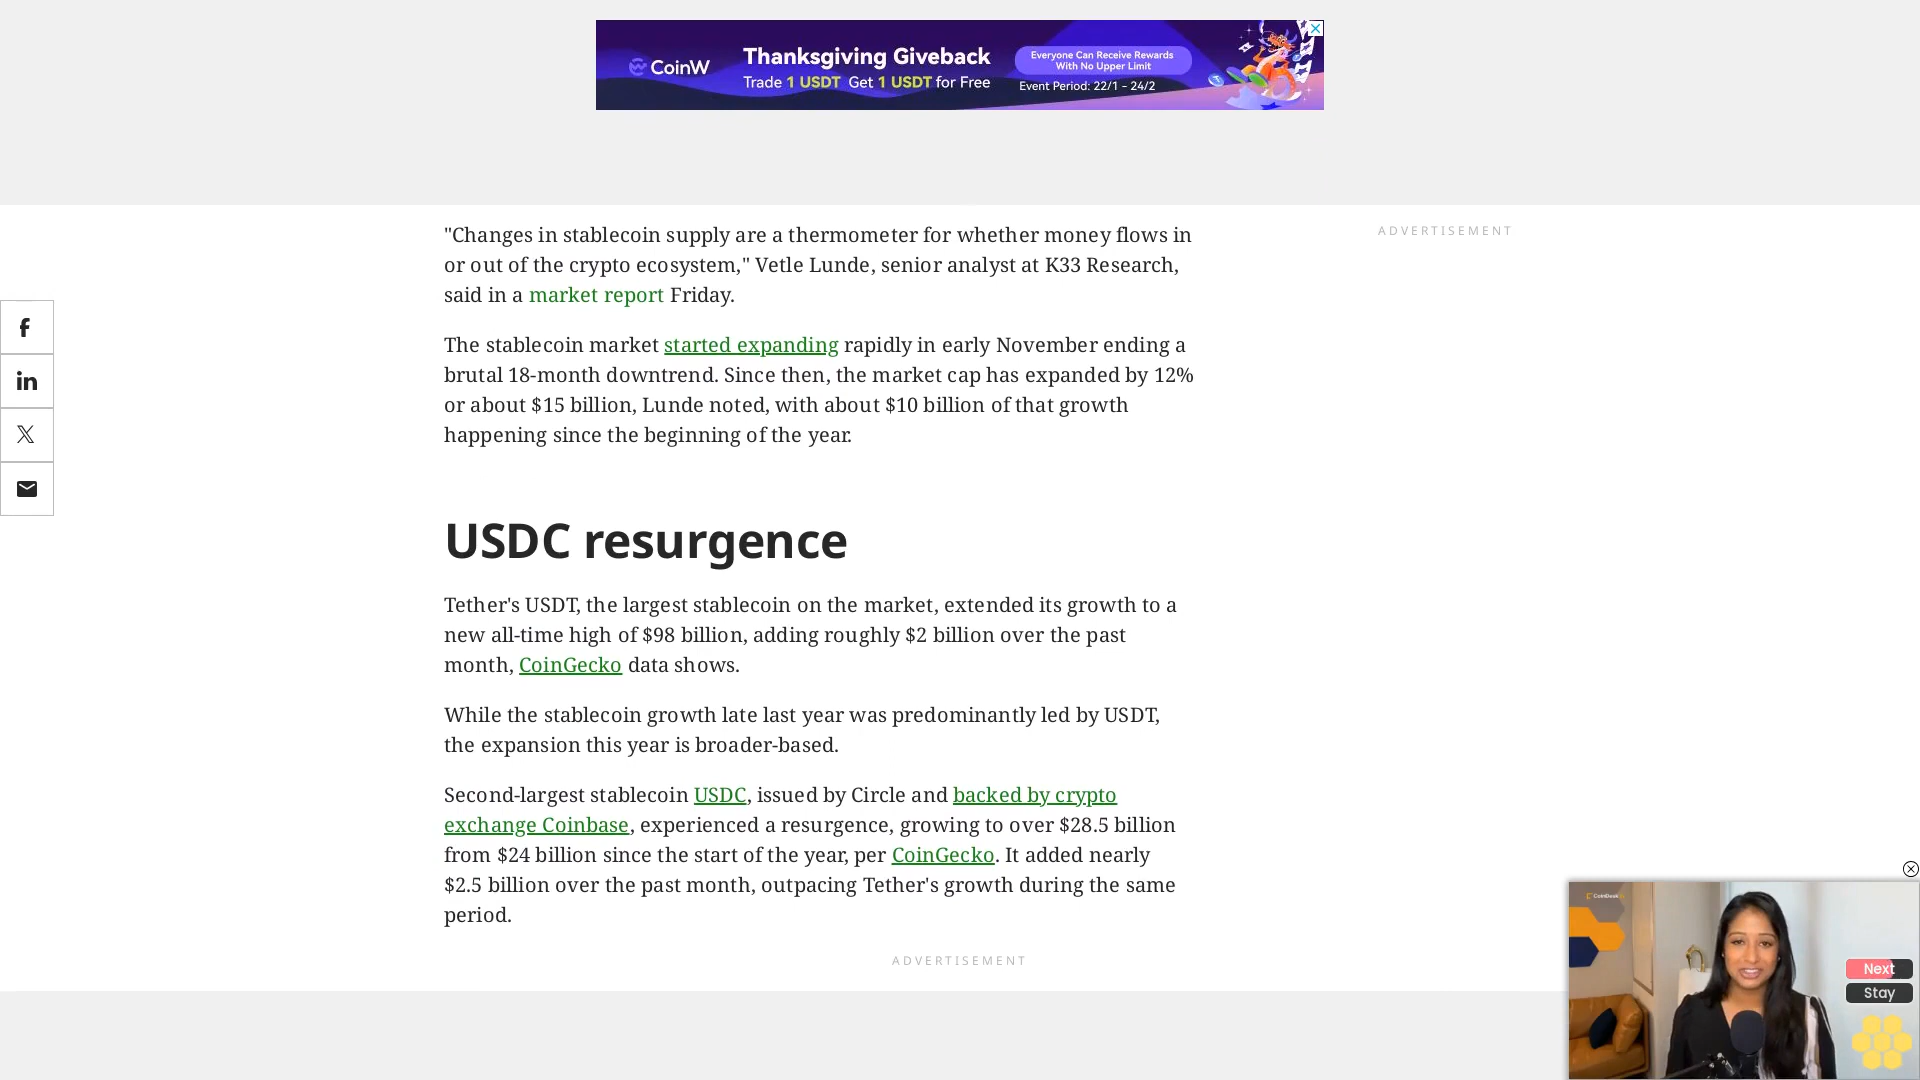 CoinW
Thanksgiving Giveback
Trade 1 USDT Get 1 USDT for Free
Everyone Can Receive Rewards
With No Upper Limit
Event Period: 22/1 – 24/2
ADVERTISEMENT
"Changes in stablecoin supply are a thermometer for whether money flows in
or out of the crypto ecosystem," Vetle Lunde, senior analyst at K33 Research,
said in a market report Friday.
The stablecoin market started expanding rapidly in early November ending a
brutal 18-month downtrend. Since then, the market cap has expanded by 12%
or about $15 billion, Lunde noted, with about $10 billion of that growth
happening since the beginning of the year.
USDC resurgence
Tether's USDT, the largest stablecoin on the market, extended its growth to a
new all-time high of $98 billion, adding roughly $2 billion over the past
month, CoinGecko data shows.
While the stablecoin growth late last year was predominantly led by USDT,
the expansion this year is broader-based.
Second-largest stablecoin USDC, issued by Circle and backed by crypto
exchange Coinbase, experienced a resurgence, growing to over $28.5 billion
from $24 billion since the start of the year, per CoinGecko. It added nearly
$2.5 billion over the past month, outpacing Tether's growth during the same
period.
ADVERTISEMENT
CoinDesk
Next
Stay